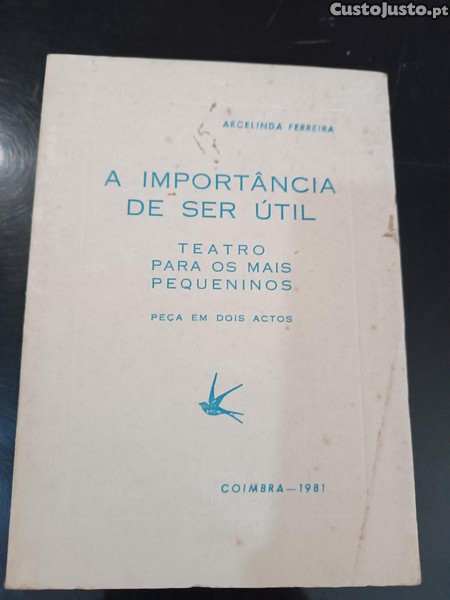 CustoJusto.pt
ARCELINDA FERREIRA
A IMPORTÂNCIA
DE SER ÚTIL
TEATRO
PARA OS MAIS
PEQUENINOS
PEÇA EM DOIS ACTOS
COIMBRA—1981